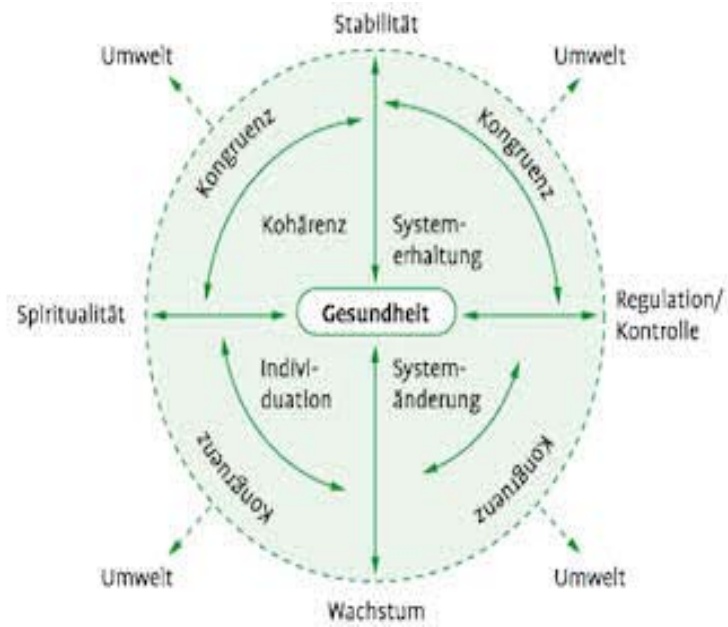 Stabilität
Umwelt
Umwelt
Kongruenz
Kongruenz
Kohärenz
System-
erhaltung
Spiritualität
Gesundheit
Regulation/
Kontrolle
Indivi-
duation
System-
änderung
Kongruenz
Kongruenz
Umwelt
Umwelt
Wachstum